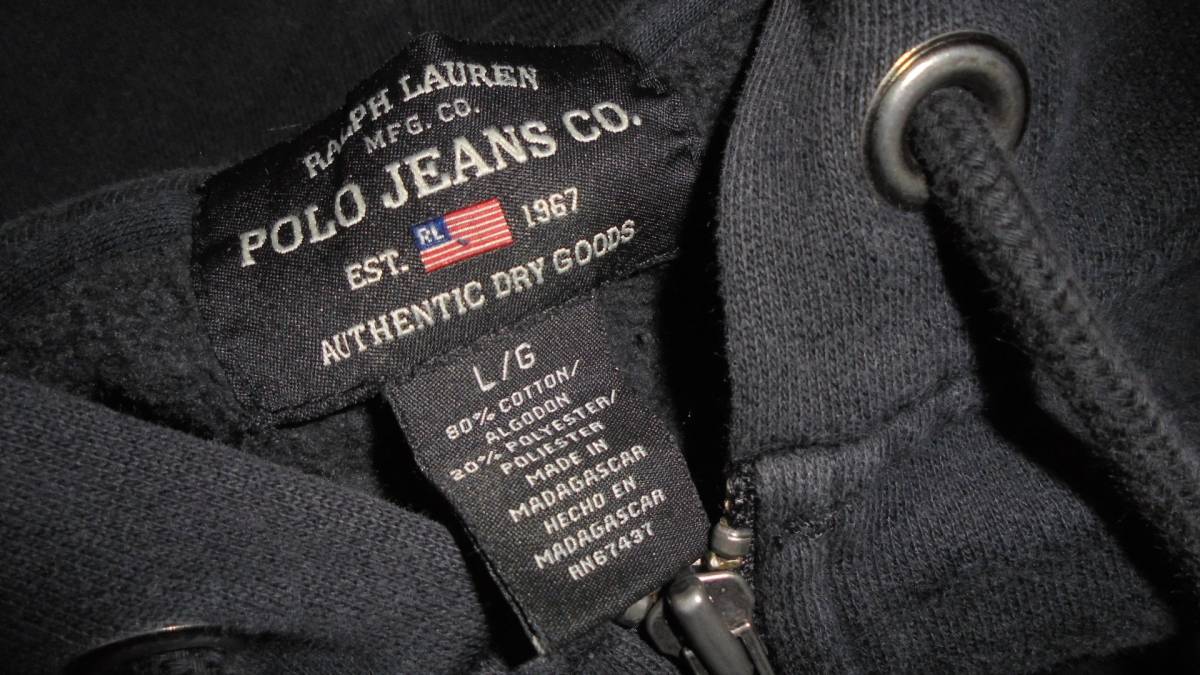 RALPH LAUREN
MFG. CO.
POLO JEANS CO.
EST. RL 1967
AUTHENTIC DRY GOODS
L/G
80% COTTON/
ALGODON
20% POLYESTER/
POLIESTER
MADE IN
MADAGASCAR
HECHO EN
MADAGASCAR
RN67437